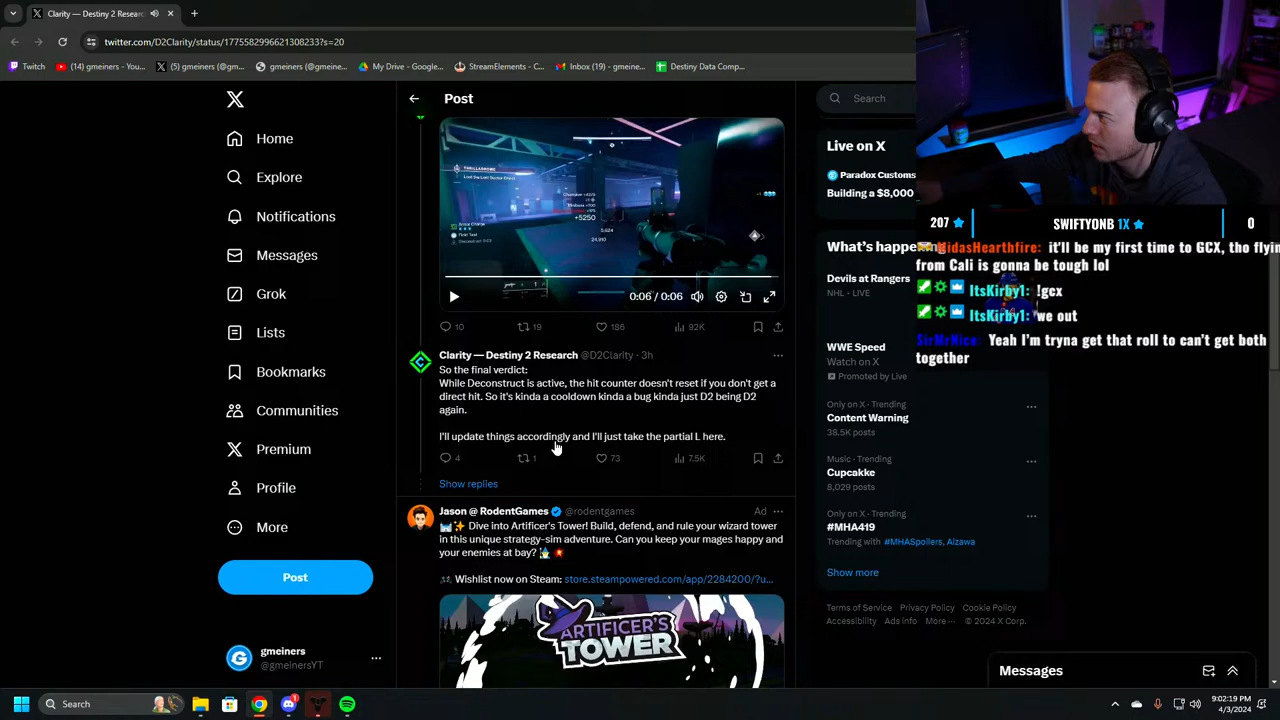 Clarity — Destiny 2 Researc
twitter.com/D2Clarity/status/1775582996621308233?s=20
Twitch
(14) gmeiners - You...
(5) gmeiners (@gm...
gmeiners (@gmeine...
My Drive - Google...
StreamElements - C...
Inbox (19) - gmeine...
Destiny Data Comp...
Home
Explore
Notifications
Messages
Grok
Lists
Bookmarks
Communities
Premium
Profile
More
Post
gmeiners
@gmeinersYT
Post
+5250
0:06 / 0:06
10
19
186
92K
Clarity — Destiny 2 Research @D2Clarity · 3h
So the final verdict:
While Deconstruct is active, the hit counter doesn't reset if you don't get a
direct hit. So it's kinda a cooldown kinda a bug kinda just D2 being D2
again.
I'll update things accordingly and I'll just take the partial L here.
4
1
73
7.5K
Show replies
Jason @ RodentGames @rodentgames
Ad
Dive into Artificer's Tower! Build, defend, and rule your wizard tower
in this unique strategy-sim adventure. Can you keep your mages happy and
your enemies at bay?
Wishlist now on Steam: store.steampowered.com/app/2284200/?u...
ARTIFICER'S
TOWER
Search
Live on X
Paradox Customs
Building a $8,000
What's happening
Devils at Rangers
NHL · LIVE
WWE Speed
Watch on X
Promoted by Live
Only on X · Trending
Content Warning
38.5K posts
Music · Trending
Cupcakke
8,029 posts
Only on X · Trending
#MHA419
Trending with #MHASpoilers, Aizawa
Show more
Terms of Service Privacy Policy Cookie Policy
Accessibility Ads info More ··· © 2024 X Corp.
Messages
207
SWIFTYONB 1X
0
MidasHearthfire: it'll be my first time to GCX, tho flyin
from Cali is gonna be tough lol
ItsKirby1: !gcx
ItsKirby1: we out
SirMrNice: Yeah I'm tryna get that roll to can't get both
together
Search
1
9:02:19 PM
4/3/2024